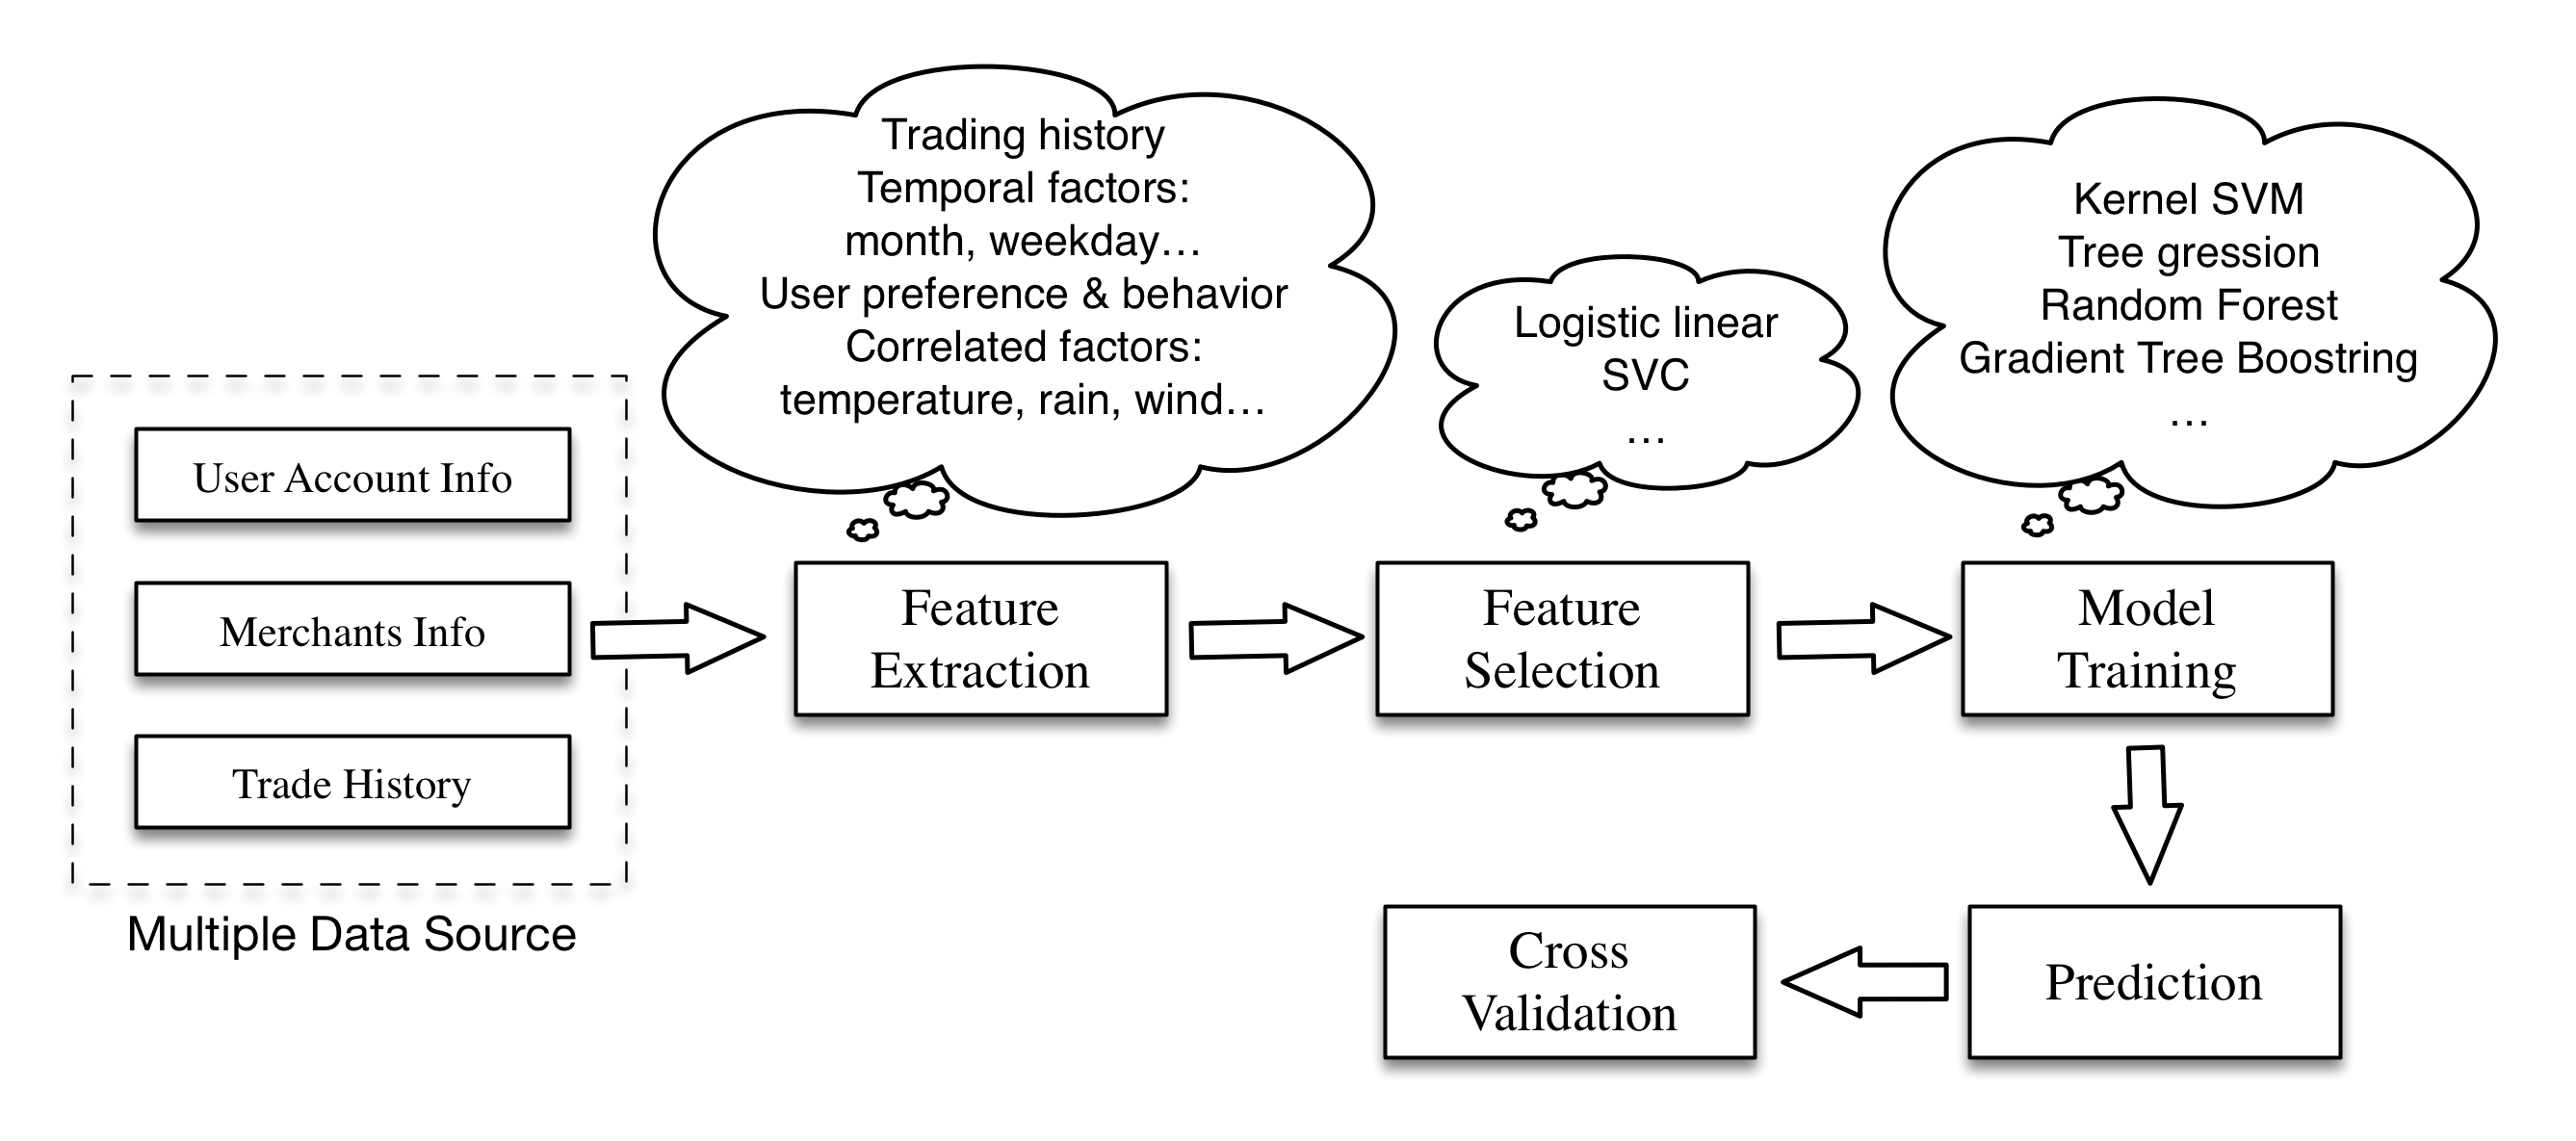 Trading history
Temporal factors:
month, weekday…
User preference & behavior
Correlated factors:
temperature, rain, wind…
Logistic linear
SVC
…
Kernel SVM
Tree gression
Random Forest
Gradient Tree Boostring
…
User Account Info
Merchants Info
Trade History
Multiple Data Source
Feature
Extraction
Feature
Selection
Model
Training
Prediction
Cross
Validation